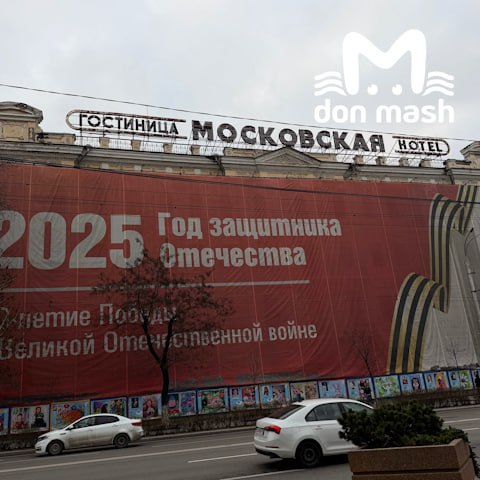 don mash
ГОСТИНИЦА МОСКОВСКАЯ HOTEL
2025 Год защитника
Отечества
летие Победы
Великой Отечественной войне